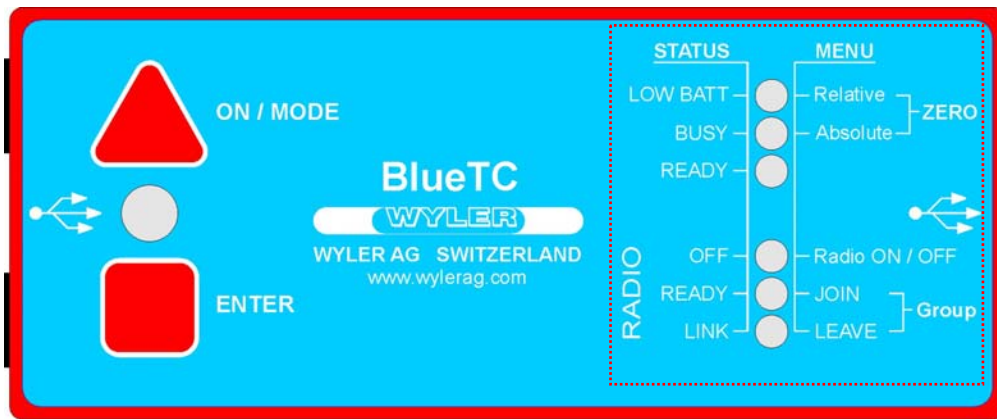 ON / MODE
BlueTC
WYLER
WYLER AG SWITZERLAND
www.wylerag.com
ENTER
STATUS MENU
LOW BATT Relative
ZERO
BUSY Absolute
READY
RADIO
OFF Radio ON / OFF
READY JOIN
Group
LINK LEAVE